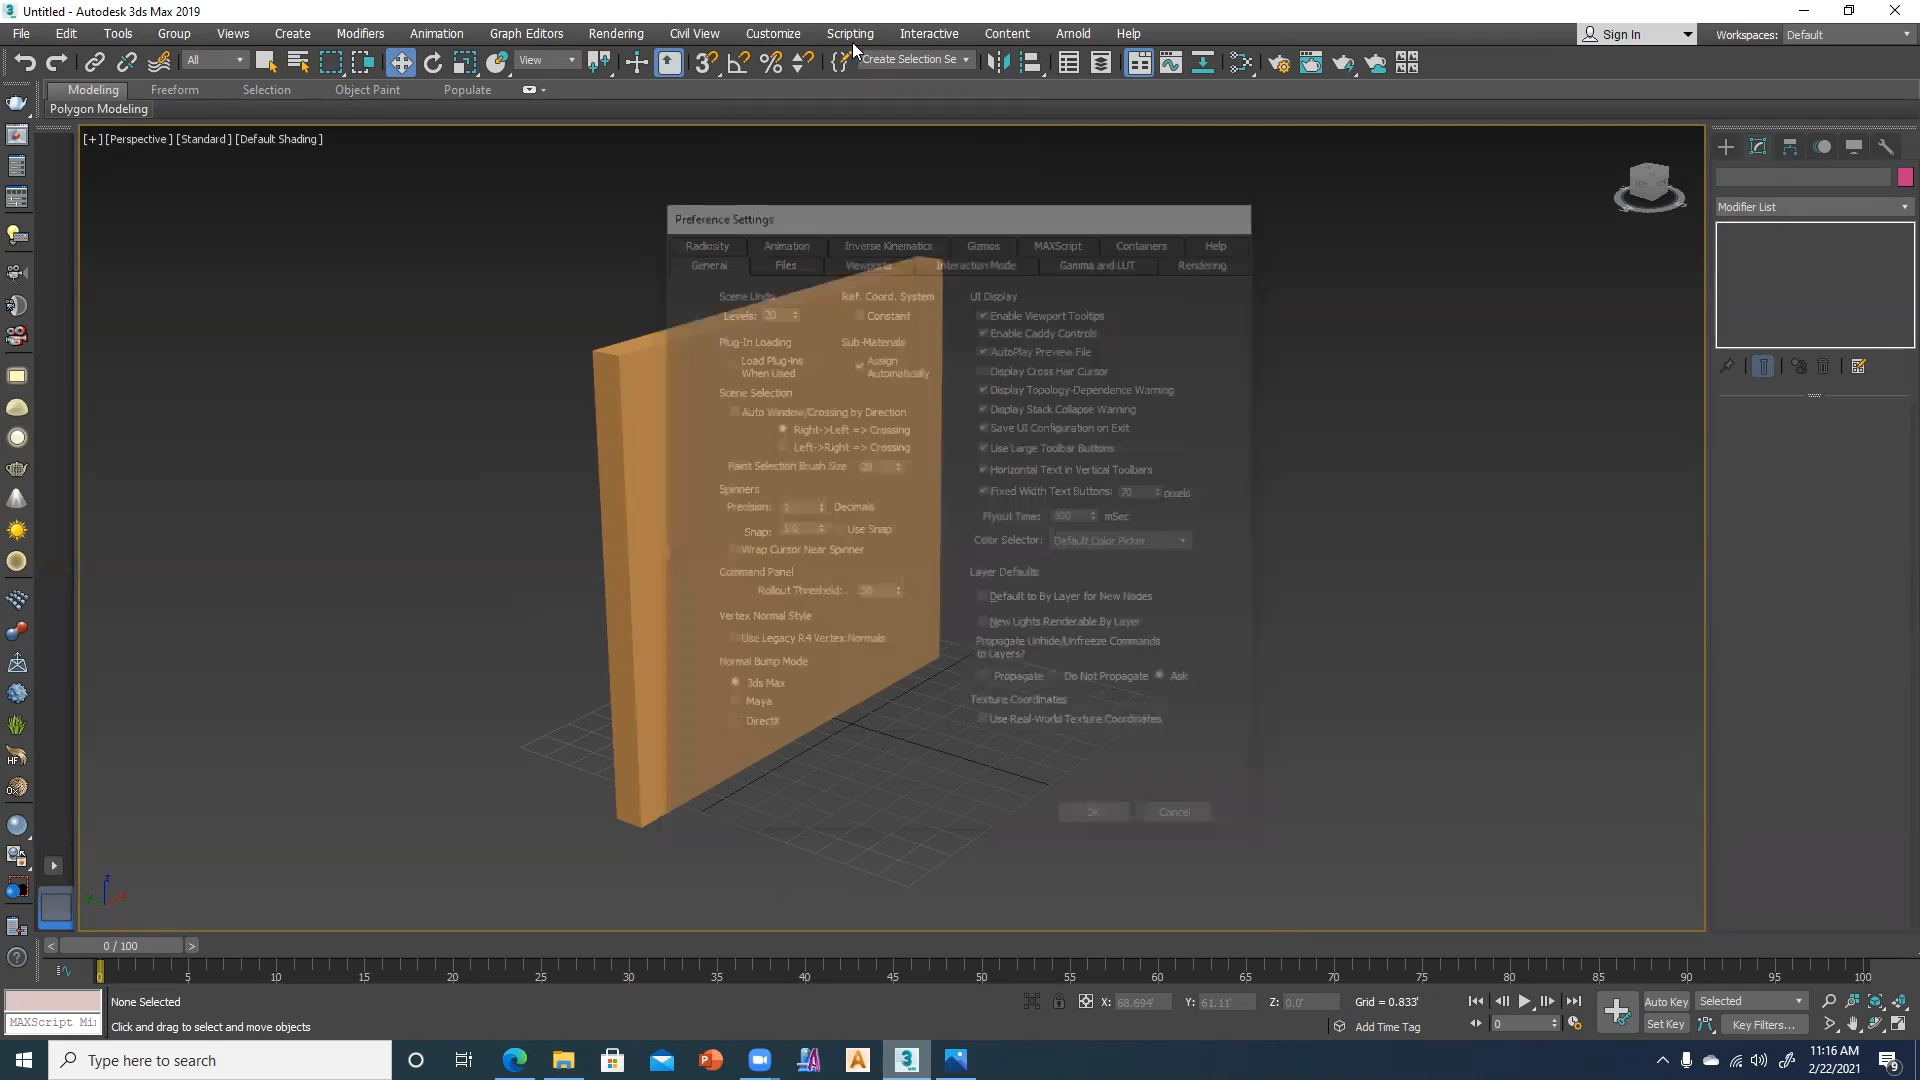 Untitled - Autodesk 3ds Max 2019
File Edit Tools Group Views Create Modifiers Animation Graph Editors Rendering Civil View Customize Scripting Interactive Content Arnold Help Sign In Workspaces: Default
All View Create Selection Se
Modeling Freeform Selection Object Paint Populate
Polygon Modeling
[+] [Perspective] [Standard] [Default Shading]
Modifier List
Preference Settings
Radiosity Animation Inverse Kinematics Gizmos MAXScript Containers Help
General Files Viewports Interaction Mode Gamma and LUT Rendering
Scene Undo Ref. Coord. System UI Display
Levels: 20 Constant Enable Viewport Tooltips
Enable Caddy Controls
Plug-In Loading Sub-Materials AutoPlay Preview File
Load Plug-Ins When Used Assign Automatically Display Cross Hair Cursor
Display Topology-Dependence Warning
Scene Selection
Auto Window/Crossing by Direction Display Stack Collapse Warning
Right->Left => Crossing Save UI Configuration on Exit
Left->Right => Crossing Use Large Toolbar Buttons
Paint Selection Brush Size 20 Horizontal Text in Vertical Toolbars
Spinners Fixed Width Text Buttons: 70 pixels
Precision: Decimals Flyout Time: 800 mSec
Snap: 1.0 Use Snap Color Selector: Default Color Picker
Wrap Cursor Near Spinner
Command Panel Layer Defaults
Rollout Threshold: Default to By Layer for New Nodes
Vertex Normal Style New Lights Renderable By Layer
Use Legacy R4 Vertex Normals Propagate Unhide/Unfreeze Commands to Layers?
Normal Bump Mode
3ds Max Propagate Do Not Propagate Ask
Maya Texture Coordinates
DirectX Use Real-World Texture Coordinates
OK Cancel
0 / 100
0 5 10 15 20 25 30 35 40 45 50 55 60 65 70 75 80 85 90 95 100
None Selected X: 68.694' Y: 61.11' Z: 0.0' Grid = 0.833' Auto Key Selected
MAXScript Mi Click and drag to select and move objects Add Time Tag 0 Set Key Key Filters...
Type here to search
11:16 AM
2/22/2021
9